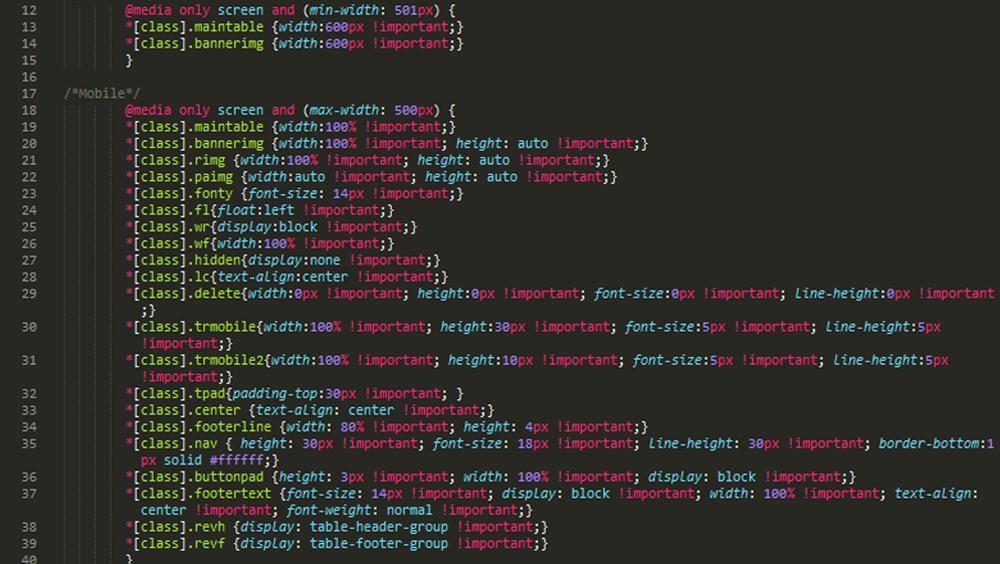 12 @media only screen and (min-width: 501px) {
13 *[class].maintable {width:600px !important;}
14 *[class].bannerimg {width:600px !important;}
15 }
16
17 /*Mobile*/
18 @media only screen and (max-width: 500px) {
19 *[class].maintable {width:100% !important;}
20 *[class].bannerimg {width:100% !important; height: auto !important;}
21 *[class].rimg {width:100% !important; height: auto !important;}
22 *[class].paimg {width:auto !important; height: auto !important;}
23 *[class].fonty {font-size: 14px !important;}
24 *[class].fl{float:left !important;}
25 *[class].wr{display:block !important;}
26 *[class].wf{width:100% !important;}
27 *[class].hidden{display:none !important;}
28 *[class].lc{text-align:center !important;}
29 *[class].delete{width:0px !important; height:0px !important; font-size:0px !important; line-height:0px !important
;}
30 *[class].trmobile{width:100% !important; height:30px !important; font-size:5px !important; line-height:5px
!important;}
31 *[class].trmobile2{width:100% !important; height:10px !important; font-size:5px !important; line-height:5px
!important;}
32 *[class].tpad{padding-top:30px !important; }
33 *[class].center {text-align: center !important;}
34 *[class].footerline {width: 80% !important; height: 4px !important;}
35 *[class].nav { height: 30px !important; font-size: 18px !important; line-height: 30px !important; border-bottom:1
px solid #ffffff;}
36 *[class].buttonpad {height: 3px !important; width: 100% !important; display: block !important;}
37 *[class].footertext {font-size: 14px !important; display: block !important; width: 100% !important; text-align:
center !important; font-weight: normal !important;}
38 *[class].revh {display: table-header-group !important;}
39 *[class].revf {display: table-footer-group !important;}
40 }